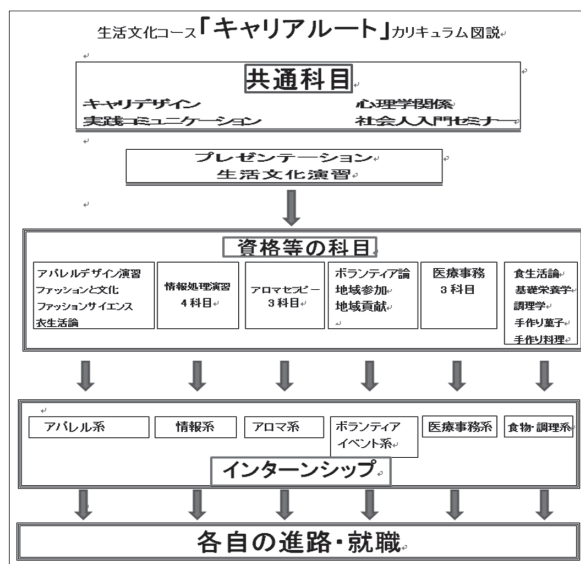 生活文化コース「キャリアルート」カリキュラム図説
共通科目
キャリデザイン 心理学関係
実践コミュニケーション 社会人入門セミナー
プレゼンテーション
生活文化演習
資格等の科目
アパレルデザイン演習
ファッションと文化
ファッションサイエンス
衣生活論
情報処理演習
4科目
アロマセラピー
3科目
ボランティア論
地域参加
地域貢献
医療事務
3科目
食生活論
基礎栄養学
調理学
手作り菓子
手作り料理
アパレル系
情報系
アロマ系
ボランティア
イベント系
医療事務系
食物・調理系
インターンシップ
各自の進路・就職